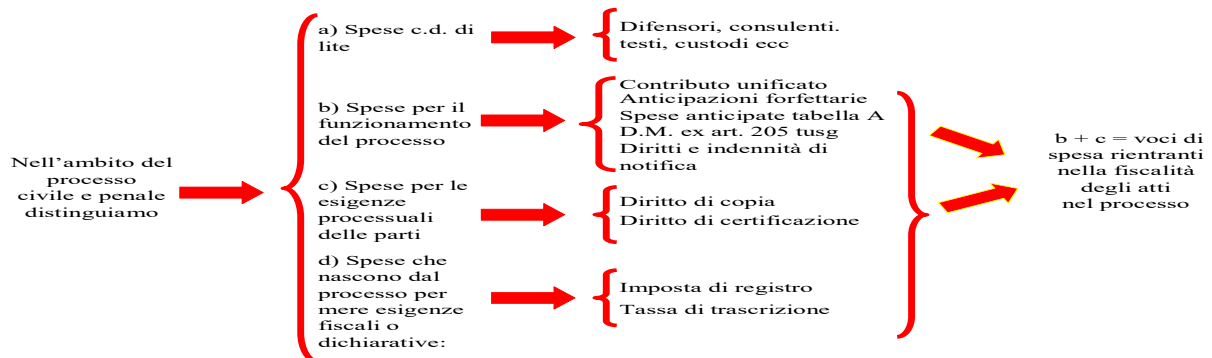 Nell'ambito del
processo
civile e penale
distinguiamo
a) Spese c.d. di
lite
Difensori, consulenti.
testi, custodi ecc
b) Spese per il
funzionamento
del processo
Contributo unificato
Anticipazioni forfettarie
Spese anticipate tabella A
D.M. ex art. 205 tusg
Diritti e indennità di
notifica
c) Spese per le
esigenze
processuali
delle parti
Diritto di copia
Diritto di certificazione
d) Spese che
nascono dal
processo per
mere esigenze
fiscali o
dichiarative:
Imposta di registro
Tassa di trascrizione
b + c = voci di
spesa rientranti
nella fiscalità
degli atti
nel processo